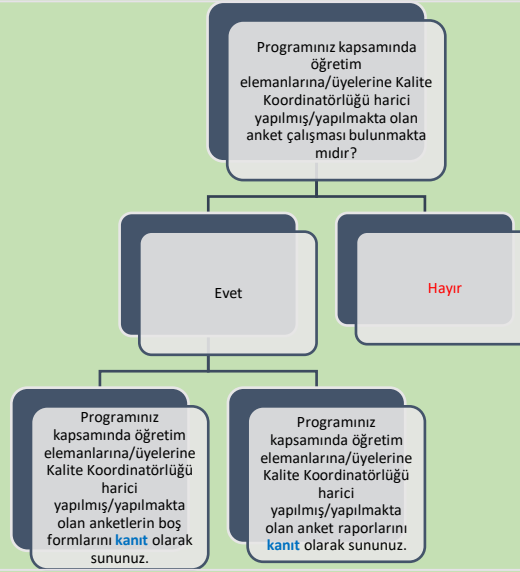 Programınız kapsamında
öğretim
elemanlarına/üyelerine Kalite
Koordinatörlüğü harici
yapılmış/yapılmakta olan
anket çalışması bulunmakta
mıdır?
Evet
Hayır
Programınız
kapsamında öğretim
elemanlarına/üyelerine
Kalite Koordinatörlüğü
harici
yapılmış/yapılmakta
olan anketlerin boş
formlarını kanıt olarak
sununuz.
Programınız
kapsamında öğretim
elemanlarına/üyelerine
Kalite Koordinatörlüğü
harici
yapılmış/yapılmakta
olan anket raporlarını
kanıt olarak sununuz.